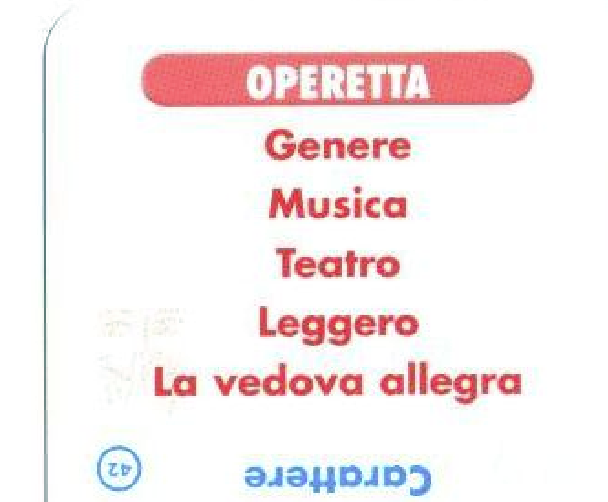 OPERETTA
Genere
Musica
Teatro
Leggero
La vedova allegra
42
Carattere